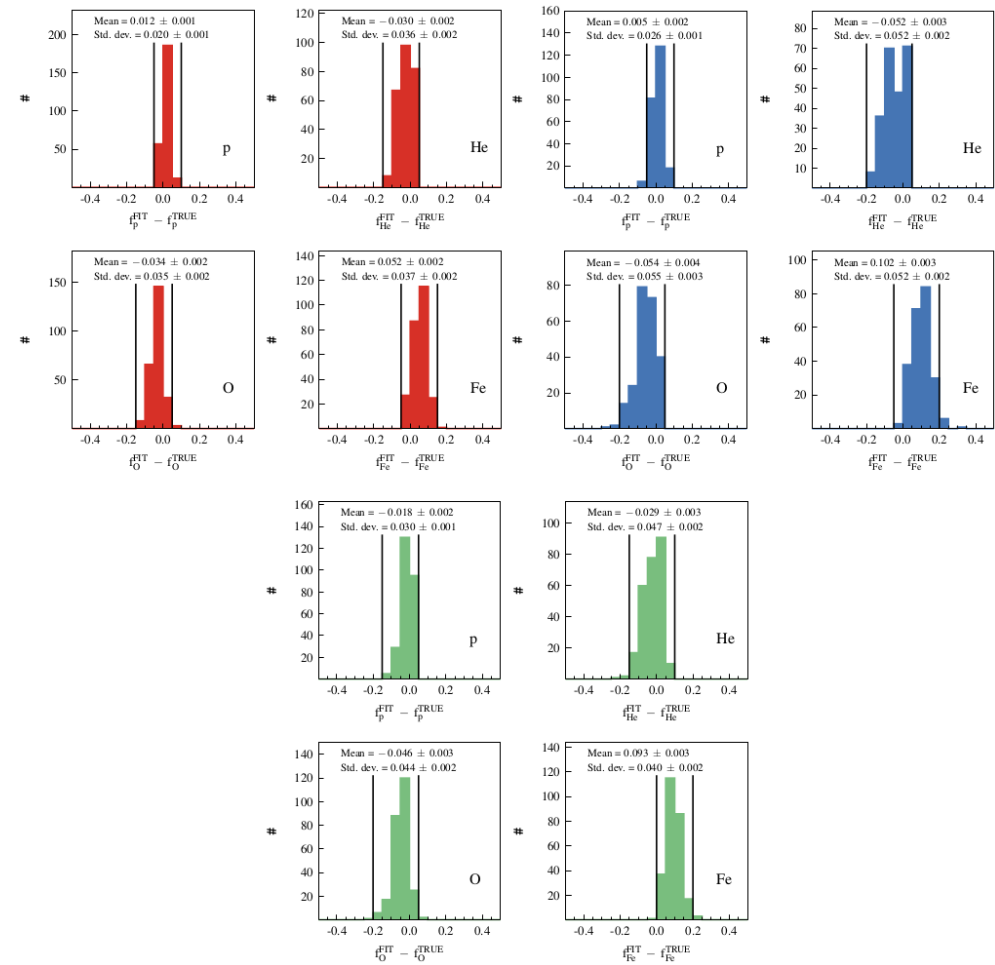 Mean = 0.012 ± 0.001
Std. dev. = 0.020 ± 0.001
200
150
100
50
#
p
-0.4 -0.2 0.0 0.2 0.4
f_p^FIT − f_p^TRUE
Mean = −0.030 ± 0.002
Std. dev. = 0.036 ± 0.002
120
100
80
60
40
20
#
He
-0.4 -0.2 0.0 0.2 0.4
f_He^FIT − f_He^TRUE
Mean = 0.005 ± 0.002
Std. dev. = 0.026 ± 0.001
160
140
120
100
80
60
40
20
#
p
-0.4 -0.2 0.0 0.2 0.4
f_p^FIT − f_p^TRUE
Mean = −0.052 ± 0.003
Std. dev. = 0.052 ± 0.002
80
70
60
50
40
30
20
10
#
He
-0.4 -0.2 0.0 0.2 0.4
f_He^FIT − f_He^TRUE
Mean = −0.034 ± 0.002
Std. dev. = 0.035 ± 0.002
150
100
50
#
O
-0.4 -0.2 0.0 0.2 0.4
f_O^FIT − f_O^TRUE
Mean = 0.052 ± 0.002
Std. dev. = 0.037 ± 0.002
140
120
100
80
60
40
20
#
Fe
-0.4 -0.2 0.0 0.2 0.4
f_Fe^FIT − f_Fe^TRUE
Mean = −0.054 ± 0.004
Std. dev. = 0.055 ± 0.003
80
60
40
20
#
O
-0.4 -0.2 0.0 0.2 0.4
f_O^FIT − f_O^TRUE
Mean = 0.102 ± 0.003
Std. dev. = 0.052 ± 0.002
100
80
60
40
20
#
Fe
-0.4 -0.2 0.0 0.2 0.4
f_Fe^FIT − f_Fe^TRUE
Mean = −0.018 ± 0.002
Std. dev. = 0.030 ± 0.001
160
140
120
100
80
60
40
20
#
p
-0.4 -0.2 0.0 0.2 0.4
f_p^FIT − f_p^TRUE
Mean = −0.029 ± 0.003
Std. dev. = 0.047 ± 0.002
100
80
60
40
20
#
He
-0.4 -0.2 0.0 0.2 0.4
f_He^FIT − f_He^TRUE
Mean = −0.046 ± 0.003
Std. dev. = 0.044 ± 0.002
140
120
100
80
60
40
20
#
O
-0.4 -0.2 0.0 0.2 0.4
f_O^FIT − f_O^TRUE
Mean = 0.093 ± 0.003
Std. dev. = 0.040 ± 0.002
140
120
100
80
60
40
20
#
Fe
-0.4 -0.2 0.0 0.2 0.4
f_Fe^FIT − f_Fe^TRUE